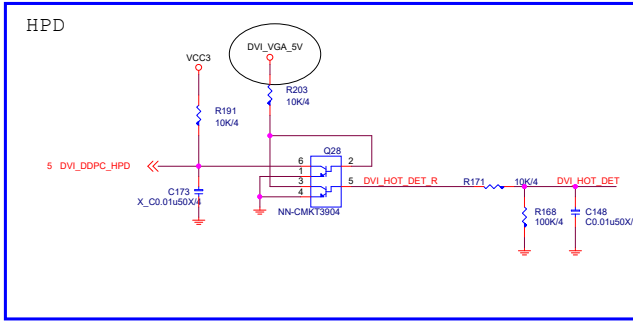 HPD
DVI_VGA_5V
VCC3
R203
10K/4
R191
10K/4
Q28
5 DVI_DDPC_HPD
6
2
1
3
5
DVI_HOT_DET_R
R171
10K/4
DVI_HOT_DET
4
C173
X_C0.01u50X/4
NN-CMKT3904
R168
100K/4
C148
C0.01u50X/